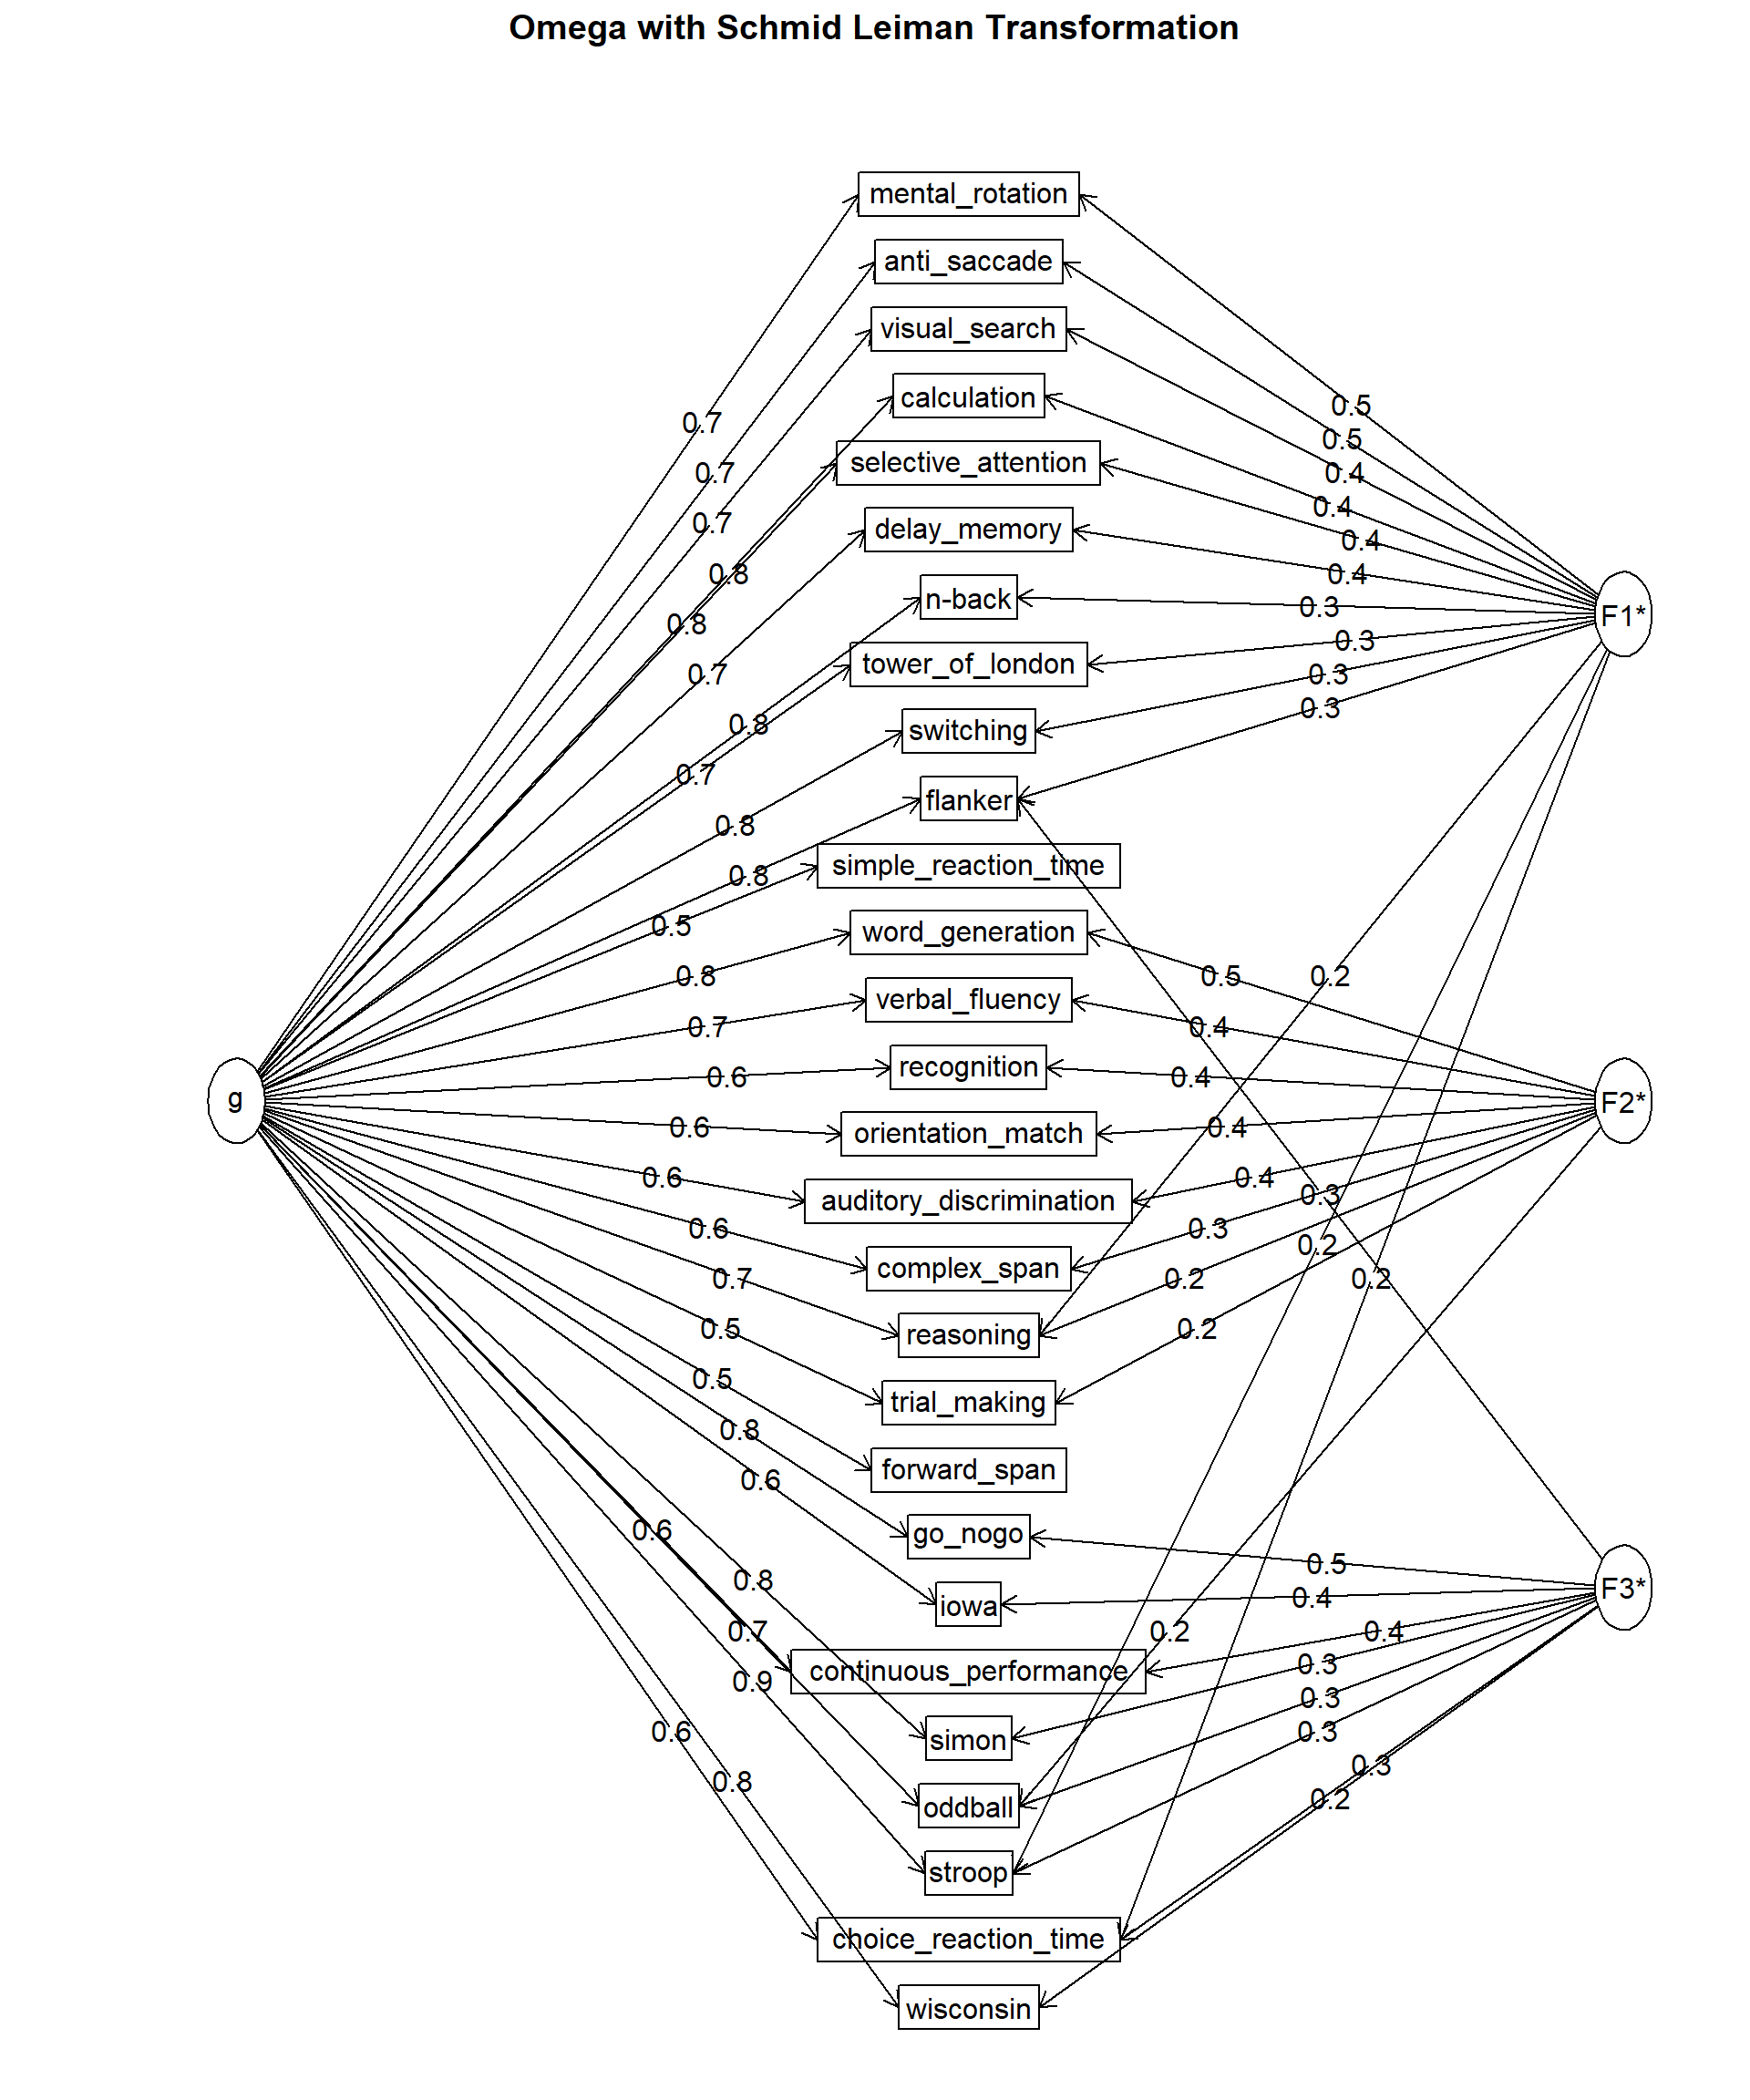 Omega with Schmid Leiman Transformation
mental_rotation
anti_saccade
visual_search
calculation
0.5
0.7
0.5
selective_attention
0.7
0.4
0.4
0.7
delay_memory
0.4
0.8
0.4
n-back
0.3
F1*
0.8
0.3
tower_of_london
0.7
0.3
0.3
0.8
switching
0.7
flanker
0.8
simple_reaction_time
0.8
0.5
word_generation
0.8
0.5
0.2
verbal_fluency
0.7
0.4
recognition
0.6
0.4
g
F2*
0.6
orientation_match
0.4
0.6
0.4
auditory_discrimination
0.3
0.6
0.3
0.2
complex_span
0.7
0.2
0.2
0.5
0.2
reasoning
0.5
trial_making
0.8
forward_span
0.6
0.6
go_nogo
0.5
0.8
F3*
iowa
0.4
0.7
0.2
0.4
0.3
continuous_performance
0.9
0.3
0.6
simon
0.3
0.3
0.8
0.2
oddball
stroop
choice_reaction_time
wisconsin